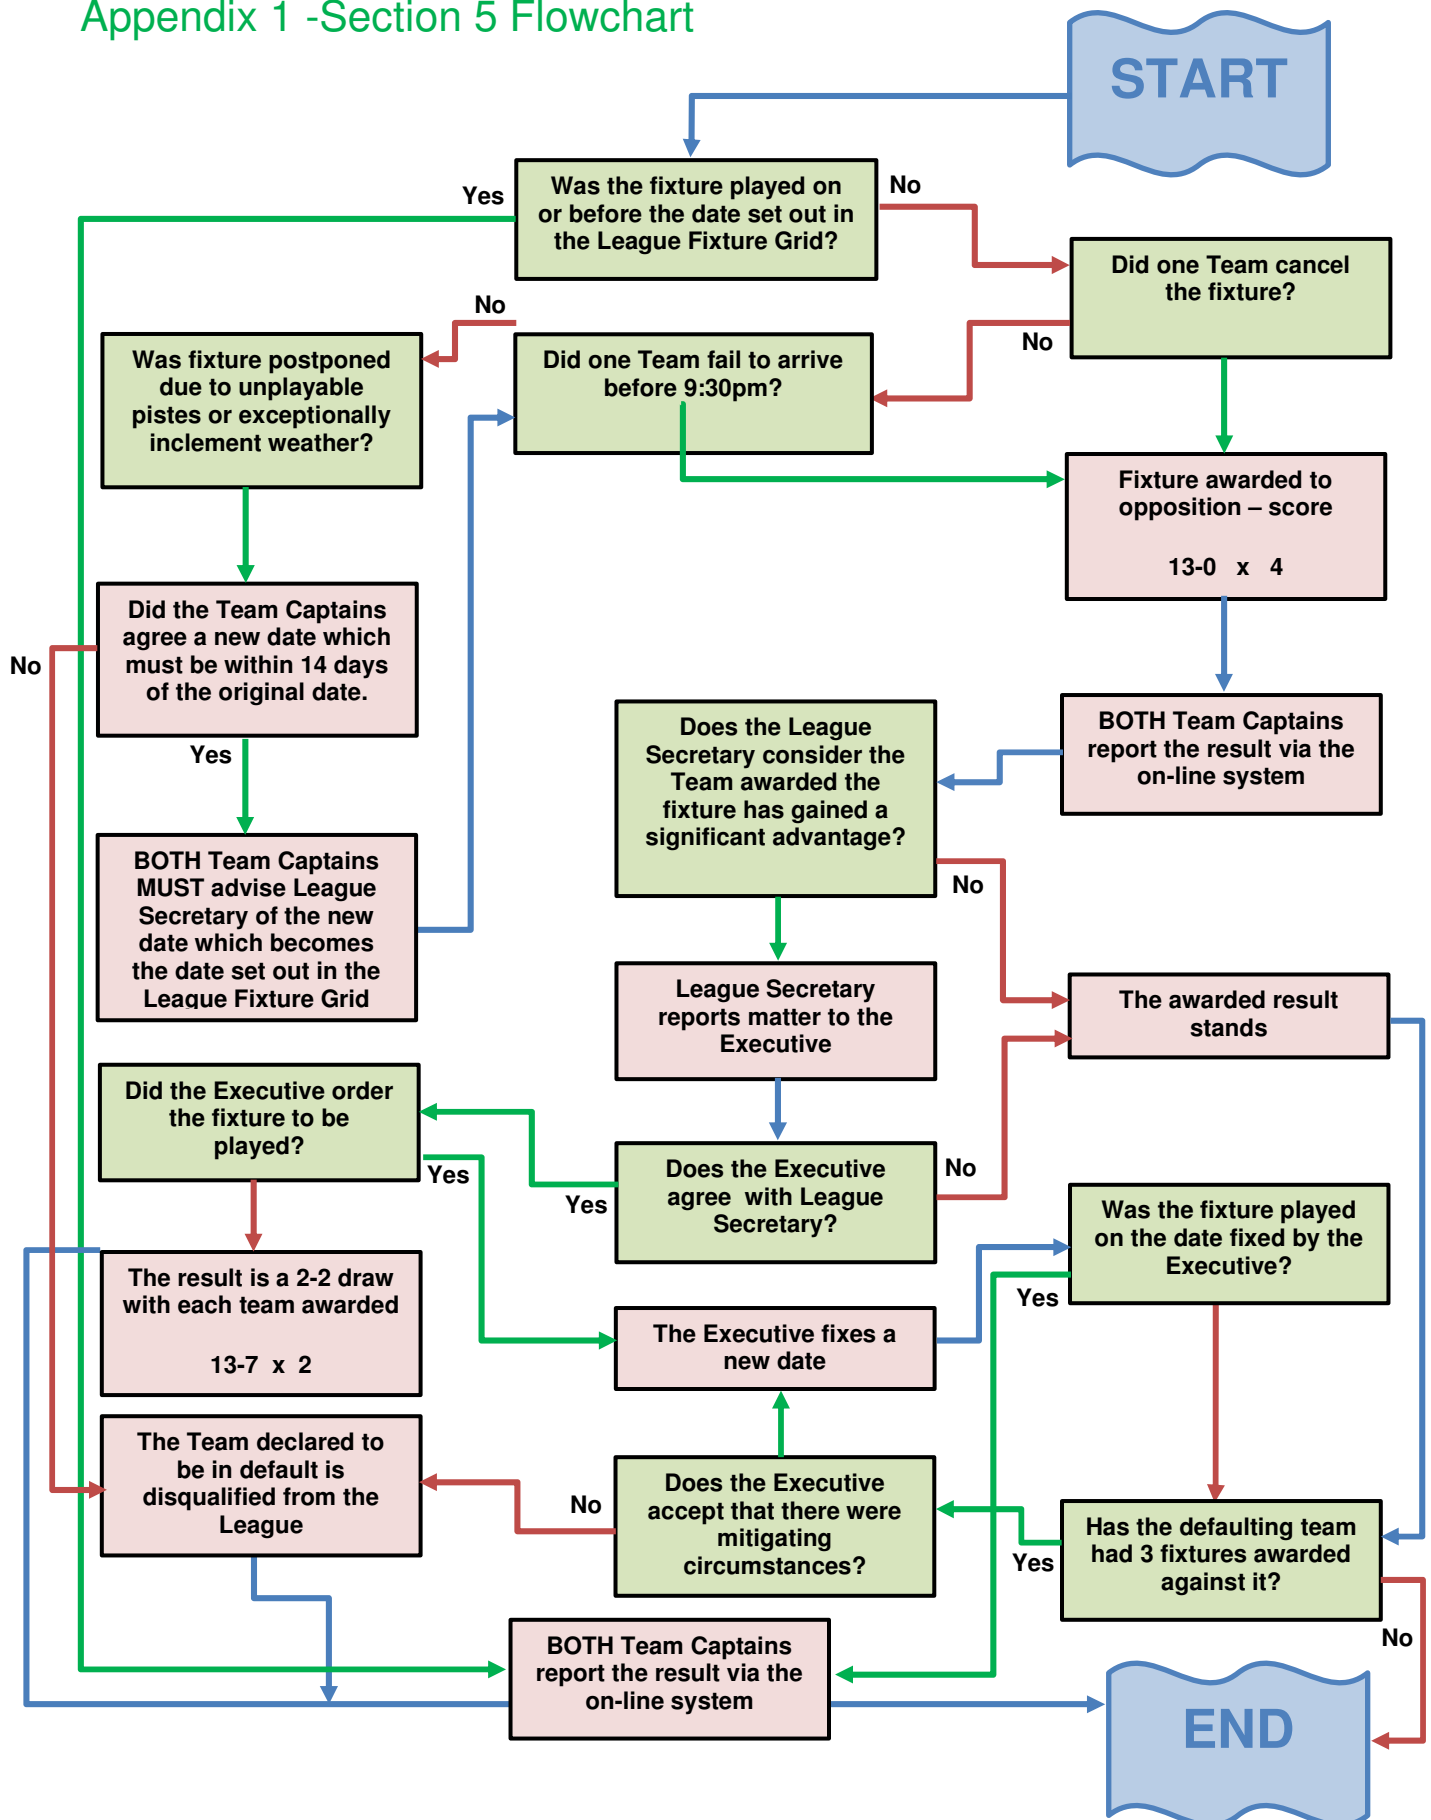 Appendix 1 -Section 5 Flowchart
START
Was the fixture played on
or before the date set out in
the League Fixture Grid?
Yes
No
Did one Team cancel
the fixture?
No
No
Did one Team fail to arrive
before 9:30pm?
Was fixture postponed
due to unplayable
pistes or exceptionally
inclement weather?
Fixture awarded to
opposition – score
13-0 x 4
Did the Team Captains
agree a new date which
must be within 14 days
of the original date.
No
Yes
BOTH Team Captains
report the result via the
on-line system
Does the League
Secretary consider the
Team awarded the
fixture has gained a
significant advantage?
No
BOTH Team Captains
MUST advise League
Secretary of the new
date which becomes
the date set out in the
League Fixture Grid
League Secretary
reports matter to the
Executive
The awarded result
stands
Did the Executive order
the fixture to be
played?
Yes
Does the Executive
agree with League
Secretary?
Yes
No
Was the fixture played
on the date fixed by the
Executive?
Yes
The result is a 2-2 draw
with each team awarded
13-7 x 2
The Executive fixes a
new date
The Team declared to
be in default is
disqualified from the
League
No
Does the Executive
accept that there were
mitigating
circumstances?
Yes
Has the defaulting team
had 3 fixtures awarded
against it?
No
BOTH Team Captains
report the result via the
on-line system
END